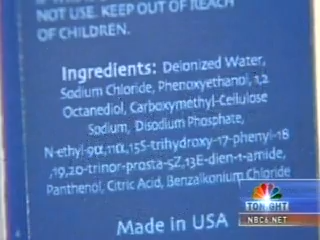 NOT USE. KEEP OUT OF REACH
OF CHILDREN.
Ingredients: Deionized Water,
Sodium Chloride, Phenoxyethanol, 1,2
Octanediol, Carboxymethyl-Cellulose
Sodium, Disodium Phosphate,
N-ethyl-9α,11α,15S-trihydroxy-17-phenyl-18
,19,20-trinor-prosta-5Z,13E-dien-1-amide,
Panthenol, Citric Acid, Benzalkonium Chloride
Made in USA
TONIGHT
NBC6.NET